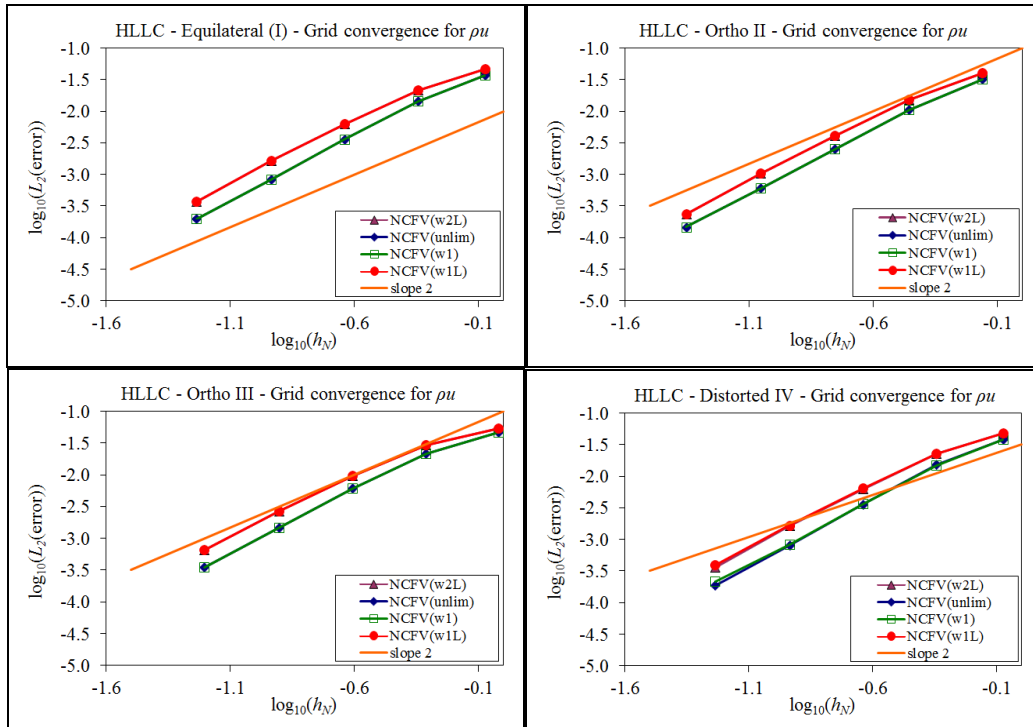 HLLC - Equilateral (I) - Grid convergence for ρu
log10(L2(error))
-1.0
-1.5
-2.0
-2.5
-3.0
-3.5
-4.0
-4.5
-5.0
NCFV(w2L)
NCFV(unlim)
NCFV(w1)
NCFV(w1L)
slope 2
-1.6 -1.1 -0.6 -0.1
log10(hN)
HLLC - Ortho II - Grid convergence for ρu
log10(L2(error))
-1.0
-1.5
-2.0
-2.5
-3.0
-3.5
-4.0
-4.5
-5.0
NCFV(w2L)
NCFV(unlim)
NCFV(w1)
NCFV(w1L)
slope 2
-1.6 -1.1 -0.6 -0.1
log10(hN)
HLLC - Ortho III - Grid convergence for ρu
log10(L2(error))
-1.0
-1.5
-2.0
-2.5
-3.0
-3.5
-4.0
-4.5
-5.0
NCFV(w2L)
NCFV(unlim)
NCFV(w1)
NCFV(w1L)
slope 2
-1.6 -1.1 -0.6 -0.1
log10(hN)
HLLC - Distorted IV - Grid convergence for ρu
log10(L2(error))
-1.0
-1.5
-2.0
-2.5
-3.0
-3.5
-4.0
-4.5
-5.0
NCFV(w2L)
NCFV(unlim)
NCFV(w1)
NCFV(w1L)
slope 2
-1.6 -1.1 -0.6 -0.1
log10(hN)